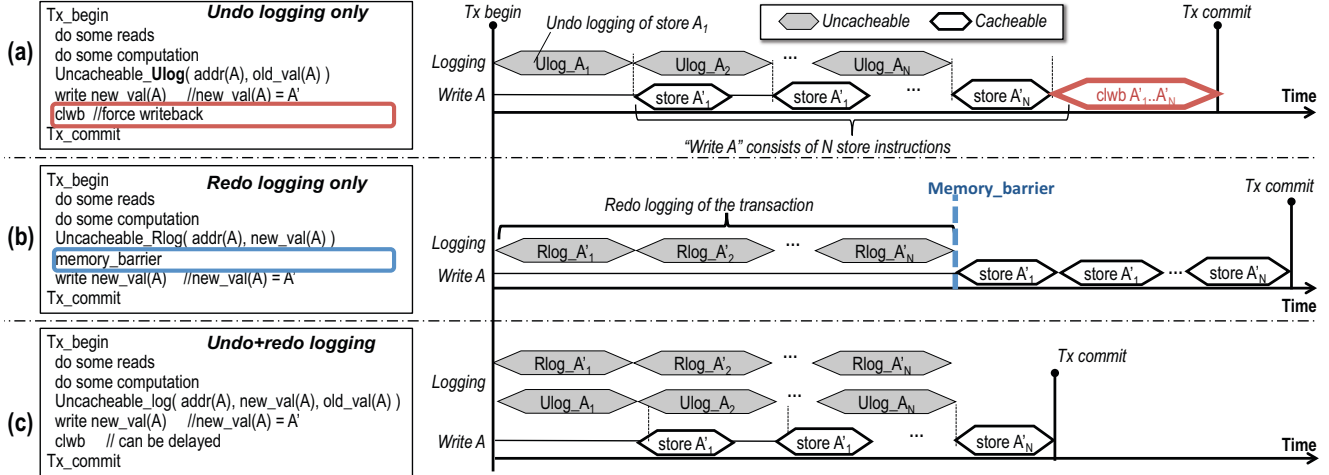 (a)
Undo logging only
Tx_begin
do some reads
do some computation
Uncacheable_Ulog( addr(A), old_val(A) )
write new_val(A) //new_val(A) = A'
clwb //force writeback
Tx_commit
Tx begin
Undo logging of store A1
Uncacheable
Cacheable
Tx commit
Logging
Ulog_A1
Ulog_A2
...
Ulog_AN
Write A
store A'1
store A'1
...
store A'N
clwb A'1..A'N
Time
"Write A" consists of N store instructions
(b)
Redo logging only
Tx_begin
do some reads
do some computation
Uncacheable_Rlog( addr(A), new_val(A) )
memory_barrier
write new_val(A) //new_val(A) = A'
Tx_commit
Redo logging of the transaction
Memory_barrier
Tx commit
Logging
Rlog_A'1
Rlog_A'2
...
Rlog_A'N
Write A
store A'1
store A'1
...
store A'N
Time
(c)
Undo+redo logging
Tx_begin
do some reads
do some computation
Uncacheable_log( addr(A), new_val(A), old_val(A) )
write new_val(A) //new_val(A) = A'
clwb // can be delayed
Tx_commit
Tx commit
Logging
Rlog_A'1
Rlog_A'2
...
Rlog_A'N
Ulog_A1
Ulog_A2
...
Ulog_AN
Write A
store A'1
store A'1
...
store A'N
Time